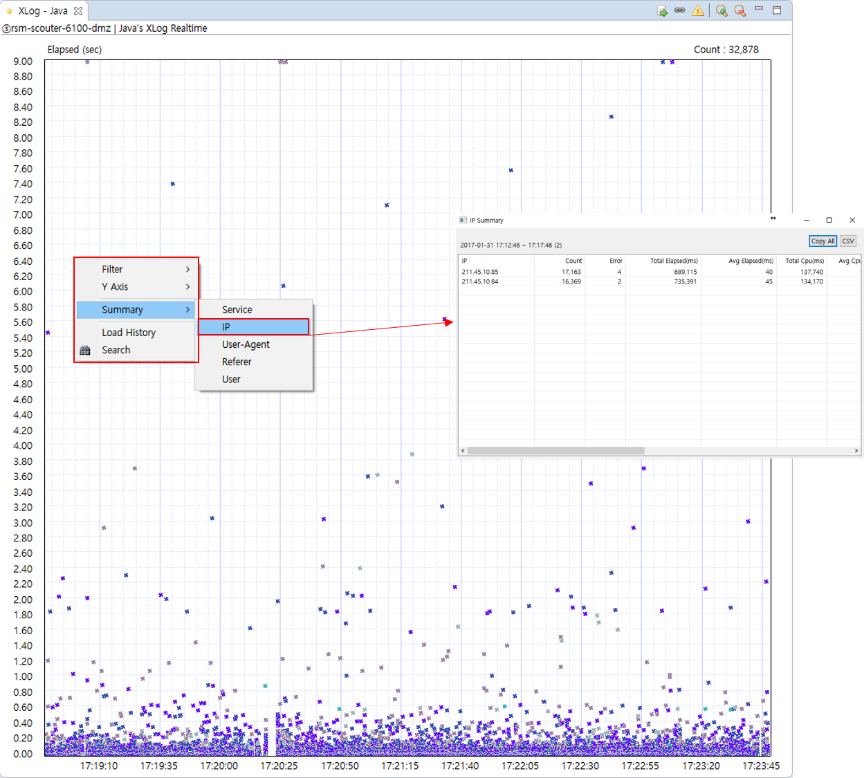 XLog - Java
⑤rsm-scouter-6100-dmz | Java's XLog Realtime
Elapsed (sec)
Count : 32,878
9.00
8.80
8.60
8.40
8.20
8.00
7.80
7.60
7.40
7.20
7.00
6.80
6.60
6.40
6.20
6.00
5.80
5.60
5.40
5.20
5.00
4.80
4.60
4.40
4.20
4.00
3.80
3.60
3.40
3.20
3.00
2.80
2.60
2.40
2.20
2.00
1.80
1.60
1.40
1.20
1.00
0.80
0.60
0.40
0.20
0.00
17:19:10 17:19:35 17:20:00 17:20:25 17:20:50 17:21:15 17:21:40 17:22:05 17:22:30 17:22:55 17:23:20 17:23:45
Filter
Y Axis
Summary
Load History
Search
Service
IP
User-Agent
Referer
User
IP Summary
2017-01-31 17:12:46 ~ 17:17:46 (2)
Copy All CSV
IP Count Error Total Elapsed(ms) Avg Elapsed(ms) Total Cpu(ms) Avg Cpu
211.45.10.85 17,163 4 689,115 40 137,740
211.45.10.84 16,369 2 735,391 45 134,170